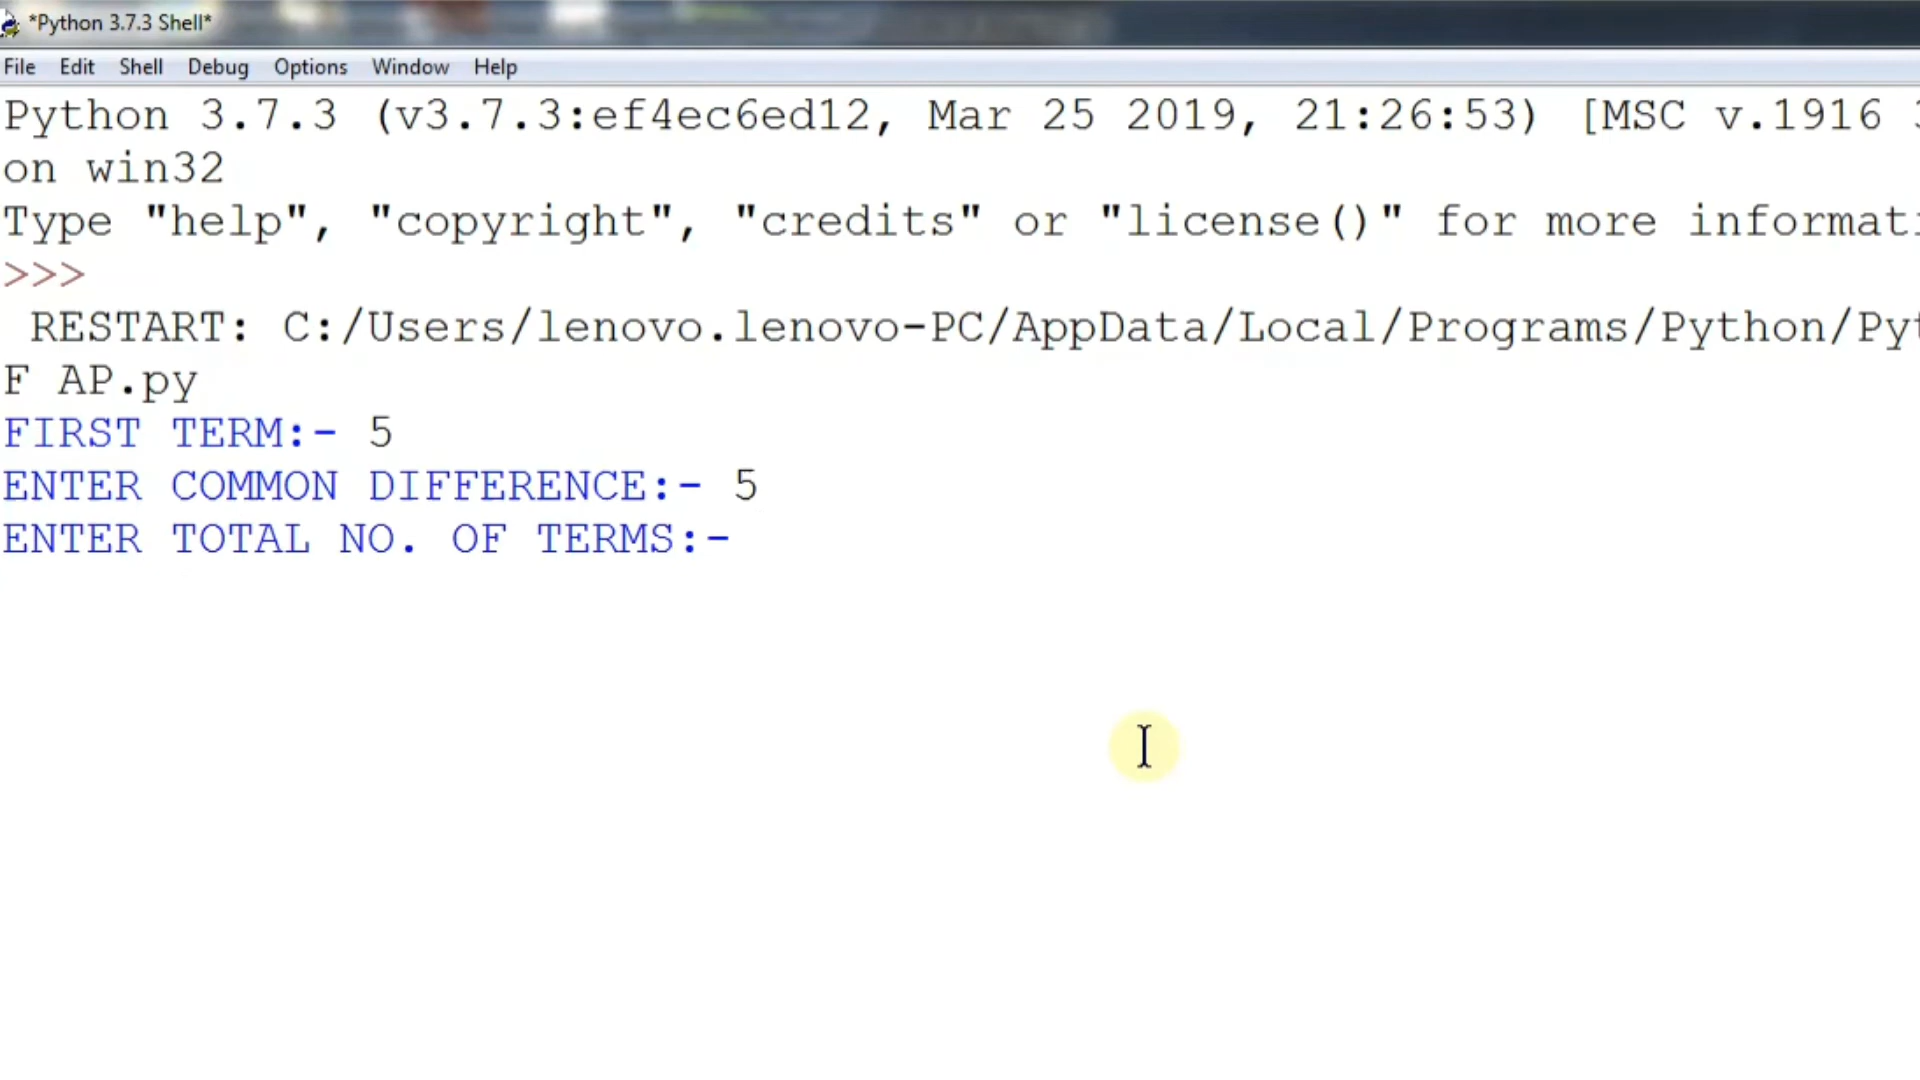 *Python 3.7.3 Shell*
File Edit Shell Debug Options Window Help
Python 3.7.3 (v3.7.3:ef4ec6ed12, Mar 25 2019, 21:26:53) [MSC v.1916
on win32
Type "help", "copyright", "credits" or "license()" for more informati
>>>
RESTART: C:/Users/lenovo.lenovo-PC/AppData/Local/Programs/Python/Pyt
F AP.py
FIRST TERM:- 5
ENTER COMMON DIFFERENCE:- 5
ENTER TOTAL NO. OF TERMS:-